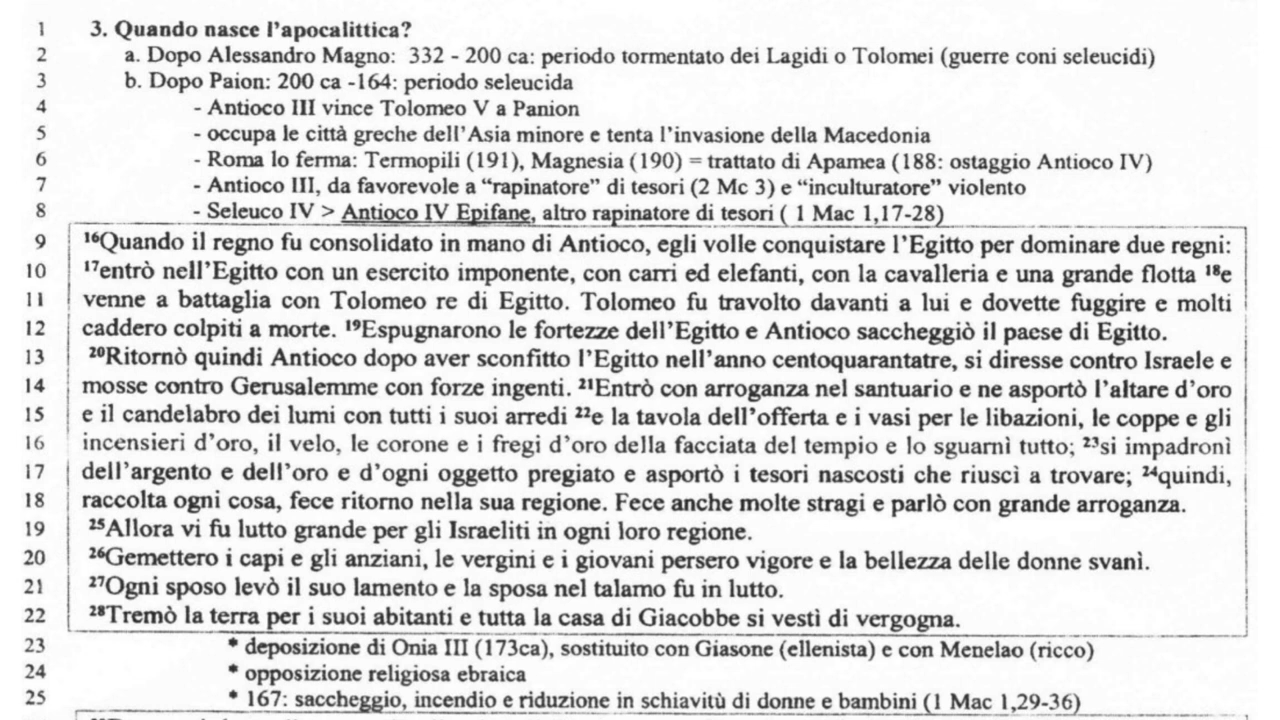 1 3. Quando nasce l'apocalittica?
2 a. Dopo Alessandro Magno: 332 - 200 ca: periodo tormentato dei Lagidi o Tolomei (guerre coni seleucidi)
3 b. Dopo Paion: 200 ca -164: periodo seleucida
4 - Antioco III vince Tolomeo V a Panion
5 - occupa le città greche dell'Asia minore e tenta l'invasione della Macedonia
6 - Roma lo ferma: Termopili (191), Magnesia (190) = trattato di Apamea (188: ostaggio Antioco IV)
7 - Antioco III, da favorevole a “rapinatore” di tesori (2 Mc 3) e “inculturatore” violento
8 - Seleuco IV > Antioco IV Epifane, altro rapinatore di tesori ( 1 Mac 1,17-28)
9 ¹⁶Quando il regno fu consolidato in mano di Antioco, egli volle conquistare l'Egitto per dominare due regni:
10 ¹⁷entrò nell'Egitto con un esercito imponente, con carri ed elefanti, con la cavalleria e una grande flotta ¹⁸e
11 venne a battaglia con Tolomeo re di Egitto. Tolomeo fu travolto davanti a lui e dovette fuggire e molti
12 caddero colpiti a morte. ¹⁹Espugnarono le fortezze dell'Egitto e Antioco saccheggiò il paese di Egitto.
13 ²⁰Ritornò quindi Antioco dopo aver sconfitto l'Egitto nell'anno centoquarantatre, si diresse contro Israele e
14 mosse contro Gerusalemme con forze ingenti. ²¹Entrò con arroganza nel santuario e ne asportò l'altare d'oro
15 e il candelabro dei lumi con tutti i suoi arredi ²²e la tavola dell'offerta e i vasi per le libazioni, le coppe e gli
16 incensieri d'oro, il velo, le corone e i fregi d'oro della facciata del tempio e lo sguarnì tutto; ²³si impadronì
17 dell'argento e dell'oro e d'ogni oggetto pregiato e asportò i tesori nascosti che riuscì a trovare; ²⁴quindi,
18 raccolta ogni cosa, fece ritorno nella sua regione. Fece anche molte stragi e parlò con grande arroganza.
19 ²⁵Allora vi fu lutto grande per gli Israeliti in ogni loro regione.
20 ²⁶Gemettero i capi e gli anziani, le vergini e i giovani persero vigore e la bellezza delle donne svanì.
21 ²⁷Ogni sposo levò il suo lamento e la sposa nel talamo fu in lutto.
22 ²⁸Tremò la terra per i suoi abitanti e tutta la casa di Giacobbe si vestì di vergogna.
23 * deposizione di Onia III (173ca), sostituito con Giasone (ellenista) e con Menelao (ricco)
24 * opposizione religiosa ebraica
25 * 167: saccheggio, incendio e riduzione in schiavitù di donne e bambini (1 Mac 1,29-36)